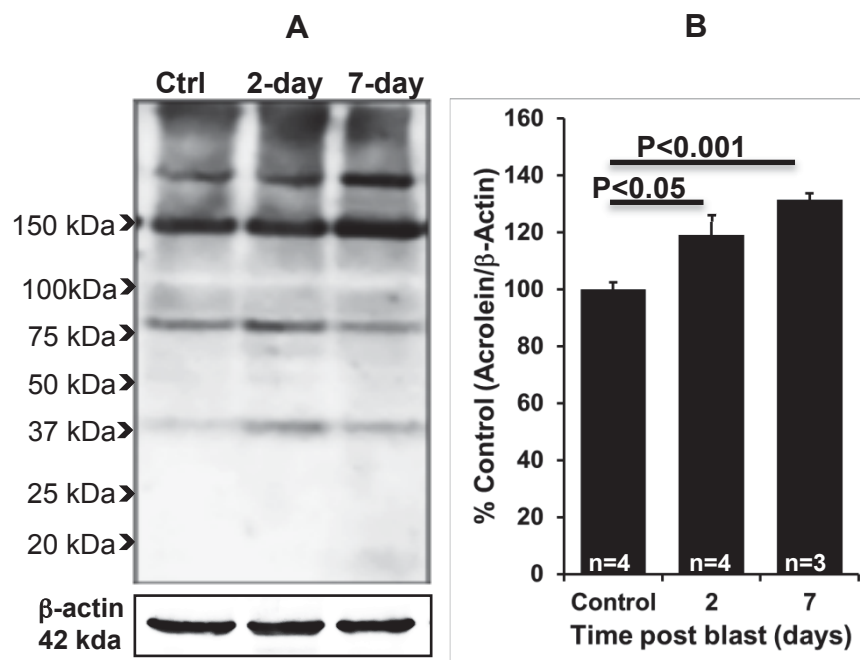 A
Ctrl 2-day 7-day
150 kDa
100kDa
75 kDa
50 kDa
37 kDa
25 kDa
20 kDa
β-actin
42 kda
B
% Control (Acrolein/β-Actin)
160
140
120
100
80
60
40
20
0
P<0.001
P<0.05
n=4 n=4 n=3
Control 2 7
Time post blast (days)